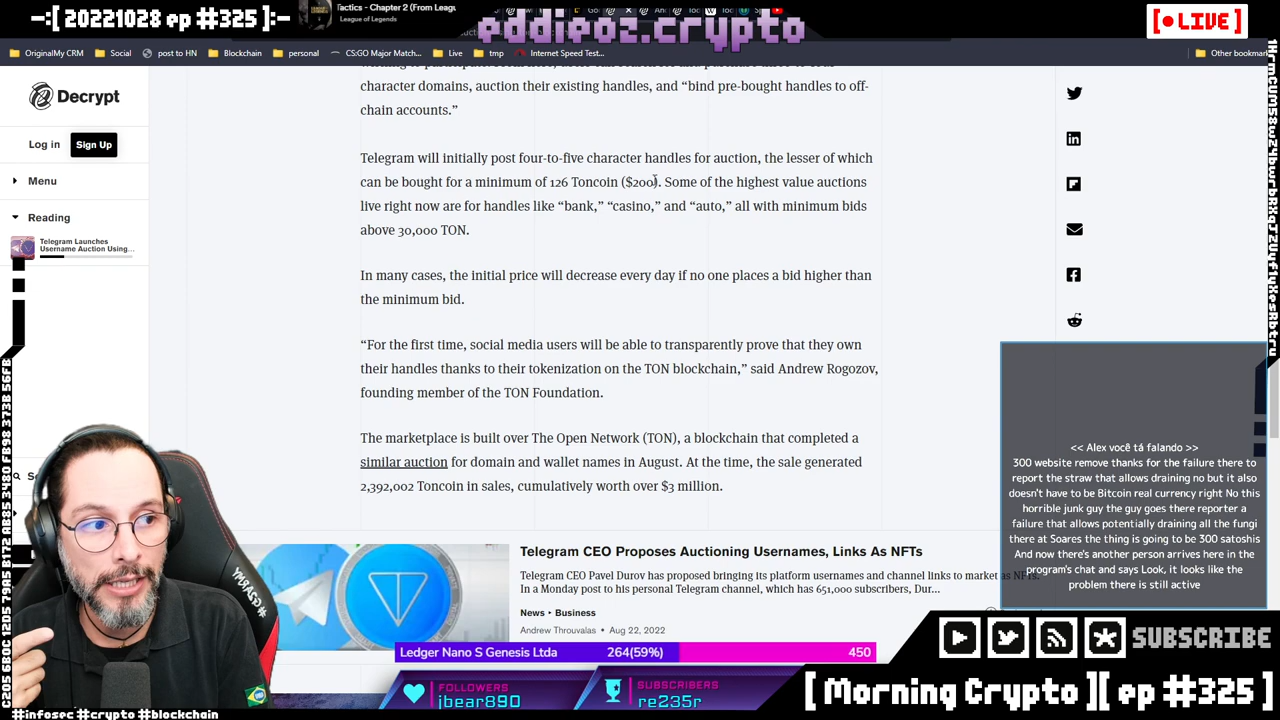 -:[ 20221028 ep #325]:-
Tactics - Chapter 2 (From Leag
League of Legends
eddieoz.crypto
[● LIVE]
OriginalMy CRM
Social
post to HN
Blockchain
personal
CS:GO Major Match...
Live
tmp
Internet Speed Test...
Other bookmar
Decrypt
Log in
Sign Up
Menu
Reading
Telegram Launches
Username Auction Using...
character domains, auction their existing handles, and “bind pre-bought handles to off-
chain accounts.”
Telegram will initially post four-to-five character handles for auction, the lesser of which
can be bought for a minimum of 126 Toncoin ($200). Some of the highest value auctions
live right now are for handles like “bank,” “casino,” and “auto,” all with minimum bids
above 30,000 TON.
In many cases, the initial price will decrease every day if no one places a bid higher than
the minimum bid.
“For the first time, social media users will be able to transparently prove that they own
their handles thanks to their tokenization on the TON blockchain,” said Andrew Rogozov,
founding member of the TON Foundation.
The marketplace is built over The Open Network (TON), a blockchain that completed a
similar auction for domain and wallet names in August. At the time, the sale generated
2,392,002 Toncoin in sales, cumulatively worth over $3 million.
Telegram CEO Proposes Auctioning Usernames, Links As NFTs
Telegram CEO Pavel Durov has proposed bringing its platform usernames and channel links to market as NFTs.
In a Monday post to his personal Telegram channel, which has 651,000 subscribers, Dur...
News ▸ Business
Andrew Throuvalas • Aug 22, 2022
<< Alex você tá falando >>
300 website remove thanks for the failure there to
report the straw that allows draining no but it also
doesn't have to be Bitcoin real currency right No this
horrible junk guy the guy goes there reporter a
failure that allows potentially draining all the fungi
there at Soares the thing is going to be 300 satoshis
And now there's another person arrives here in the
program's chat and says Look, it looks like the
problem there is still active
Ledger Nano S Genesis Ltda
264(59%)
450
FOLLOWERS
jbear890
SUBSCRIBERS
re235r
SUBSCRIBE
[ Morning Crypto ][ ep #325 ]
#infosec #crypto #blockchain